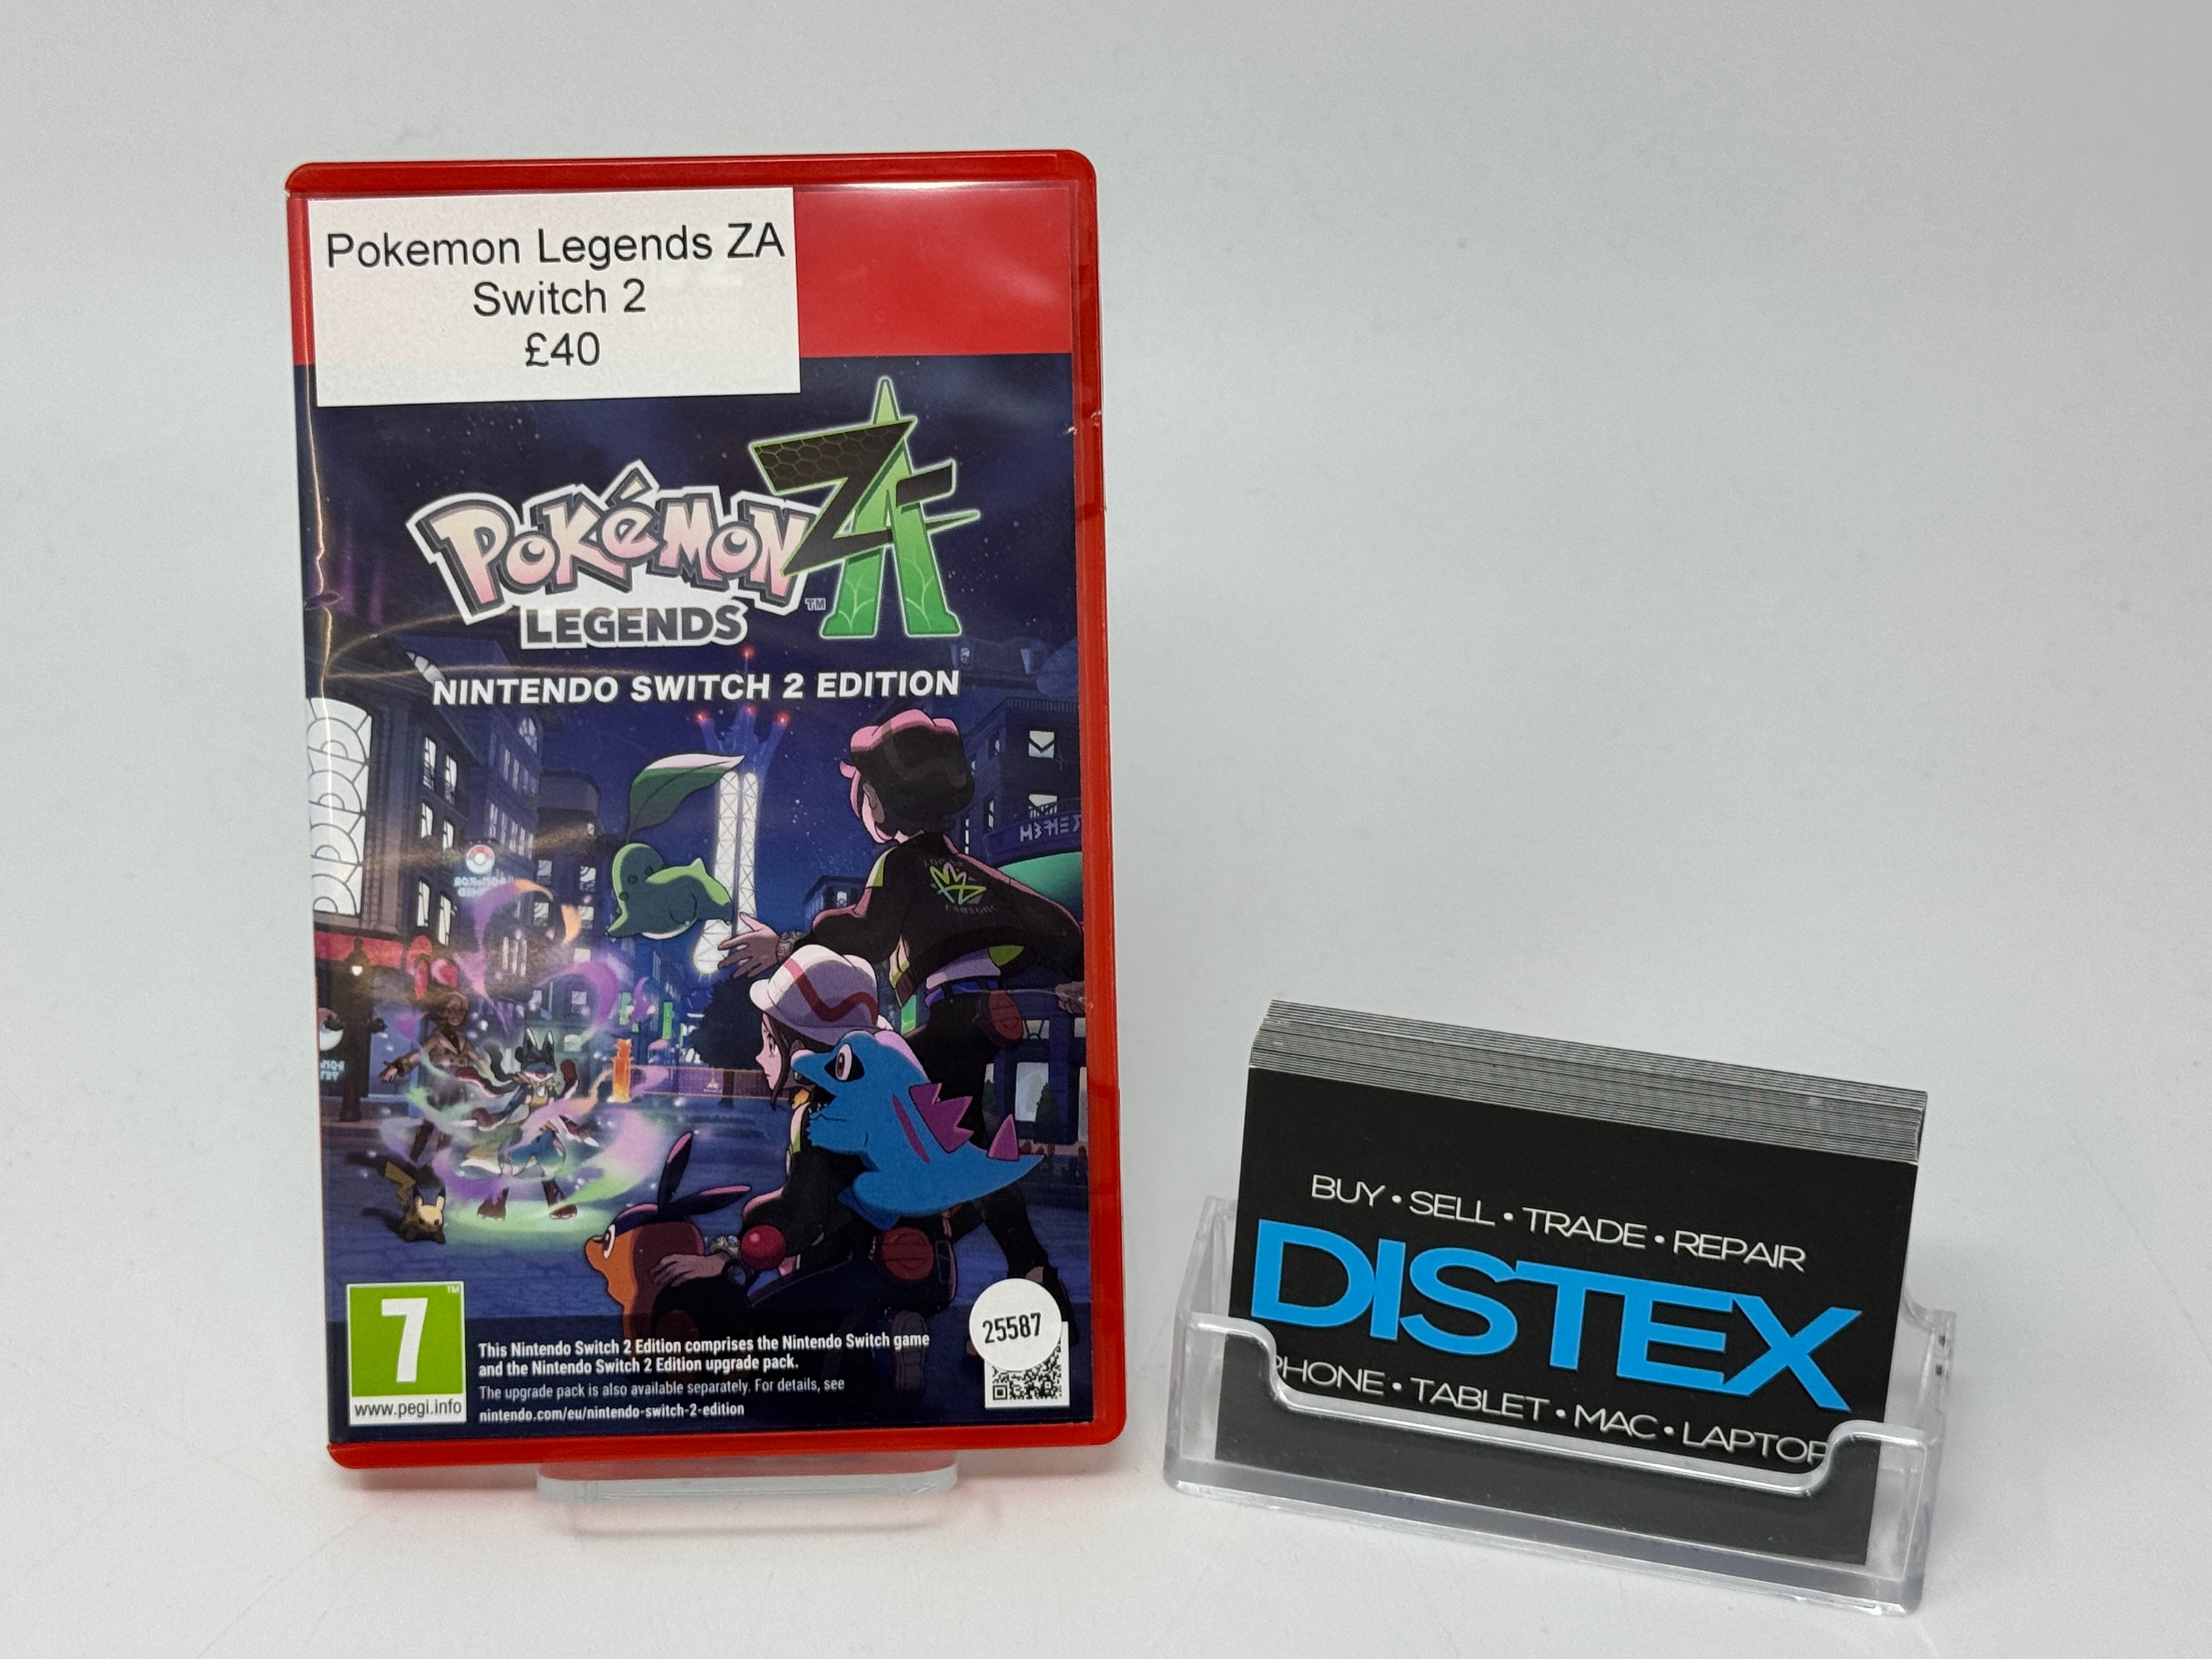 Pokemon Legends ZA
Switch 2
£40
POKéMON ZA
LEGENDS™
NINTENDO SWITCH 2 EDITION
7™
www.pegi.info
This Nintendo Switch 2 Edition comprises the Nintendo Switch game
and the Nintendo Switch 2 Edition upgrade pack.
The upgrade pack is also available separately. For details, see
nintendo.com/eu/nintendo-switch-2-edition
25587
BUY • SELL • TRADE • REPAIR
DISTEX
PHONE • TABLET • MAC • LAPTOP